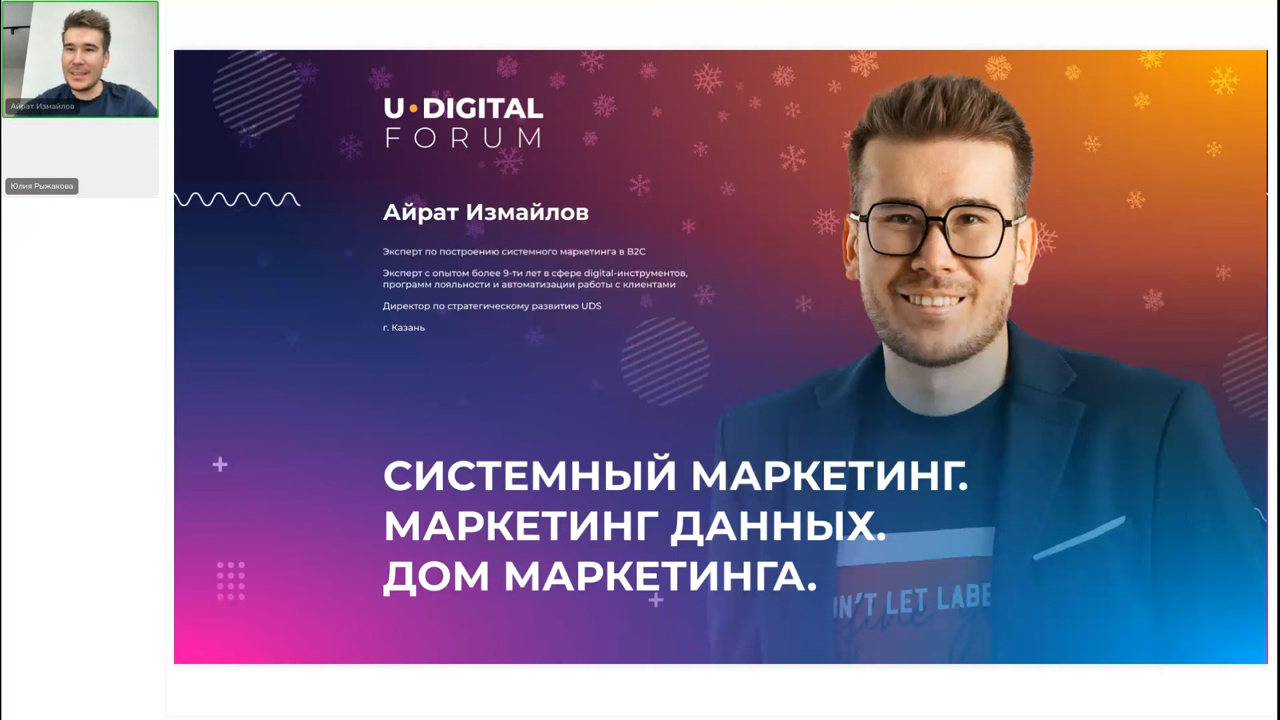 Айрат Измайлов
Юлия Рыжакова
U•DIGITAL
FORUM
Айрат Измайлов
Эксперт по построению системного маркетинга в B2C
Эксперт с опытом более 9-ти лет в сфере digital-инструментов,
программ лояльности и автоматизации работы с клиентами
Директор по стратегическому развитию UDS
г. Казань
СИСТЕМНЫЙ МАРКЕТИНГ.
МАРКЕТИНГ ДАННЫХ.
ДОМ МАРКЕТИНГА.
N'T LET LABE